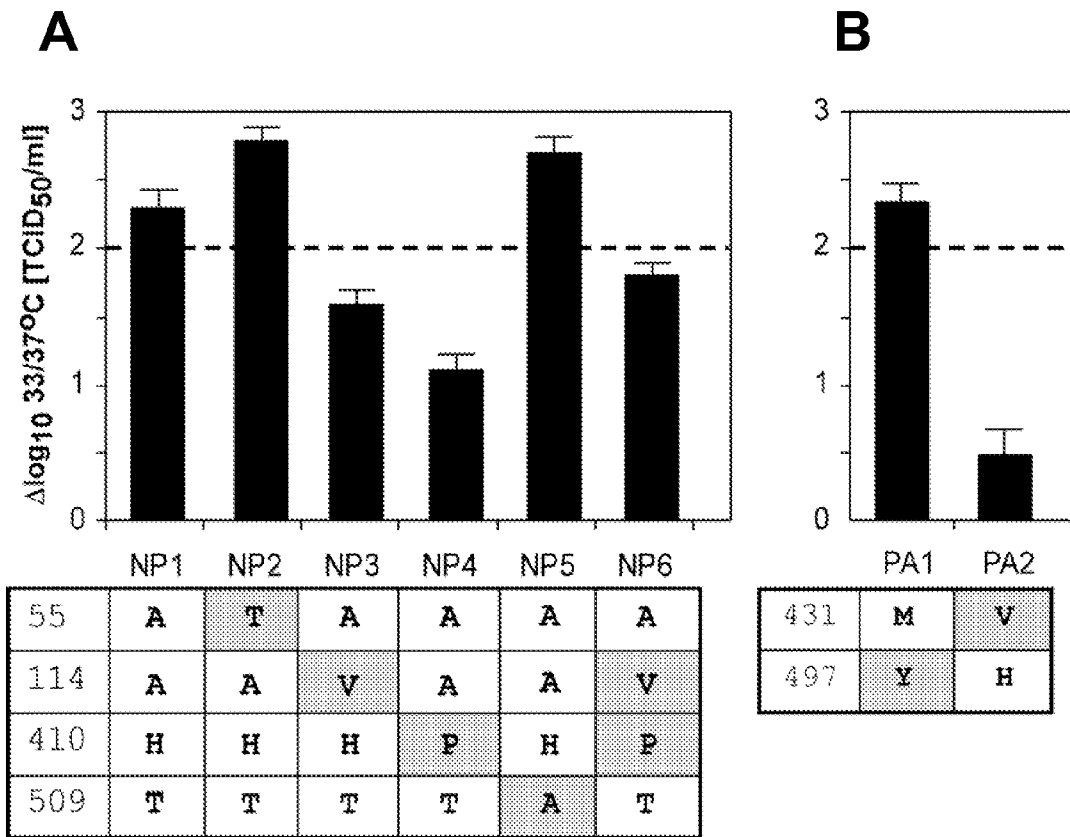 A B
Δlog10 33/37°C [TCID50/ml]
3
2
1
0
3
2
1
0
NP1 NP2 NP3 NP4 NP5 NP6
55 A T A A A A
114 A A V A A V
410 H H H P H P
509 T T T T A T
PA1 PA2
431 M V
497 Y H